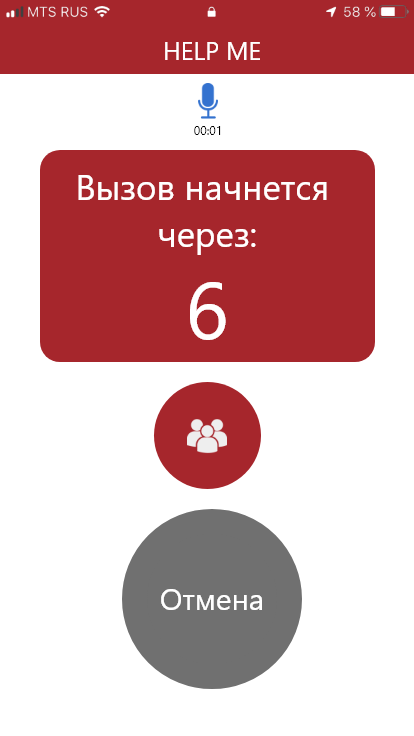 MTS RUS 58 %
HELP ME
00:01
Вызов начнется
через:
6
Отмена